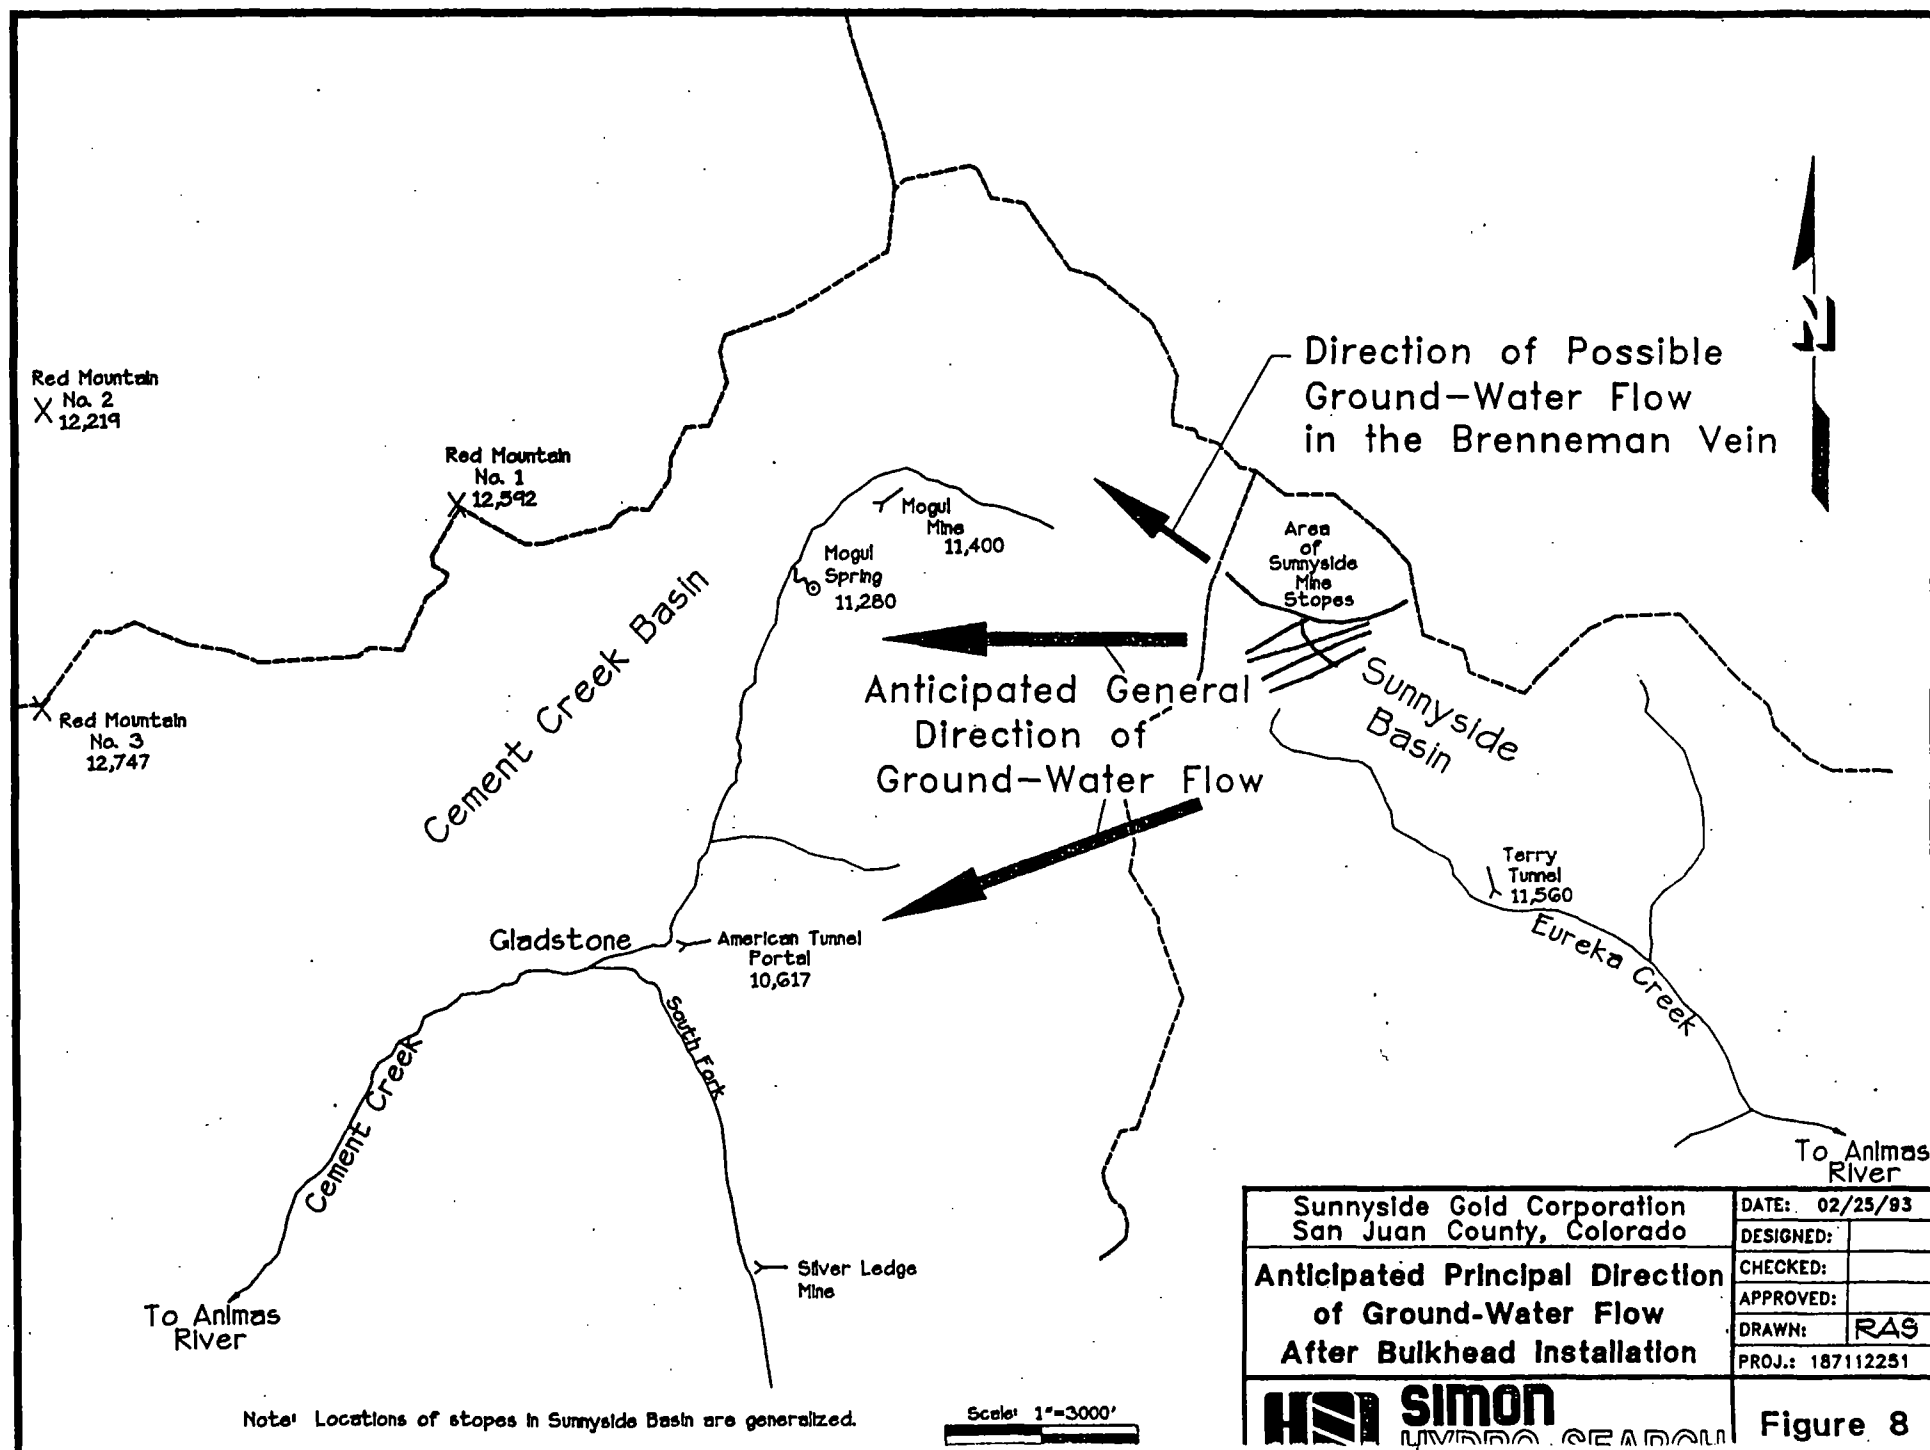 Red Mountain
No. 2
12,219
Red Mountain
No. 1
12,592
Red Mountain
No. 3
12,747
Cement Creek Basin
Mogul
Mine
11,400
Mogul
Spring
11,280
N
Direction of Possible
Ground-Water Flow
in the Brenneman Vein
Area
of
Sunnyside
Mine
Stopes
Anticipated General
Direction of
Ground-Water Flow
Sunnyside
Basin
Terry
Tunnel
11,560
Eureka Creek
To Animas
River
Gladstone
American Tunnel
Portal
10,617
South Fork
Cement Creek
To Animas
River
Silver Ledge
Mine
Note: Locations of stopes in Sunnyside Basin are generalized.
Scale: 1"=3000'
Sunnyside Gold Corporation
San Juan County, Colorado
Anticipated Principal Direction
of Ground-Water Flow
After Bulkhead Installation
DATE: 02/25/93
DESIGNED:
CHECKED:
APPROVED:
DRAWN: RAS
PROJ.: 187112251
HSI SIMON
HYDRO-SEARCH
Figure 8